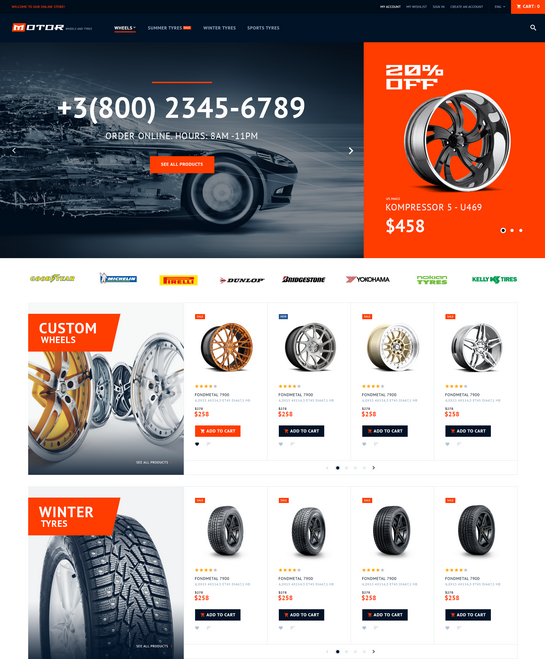 WELCOME TO OUR ONLINE STORE!
MY ACCOUNT MY WISHLIST SIGN IN CREATE AN ACCOUNT ENG CART: 0
MOTOR WHEELS AND TIRES
WHEELS SUMMER TYRES WINTER TYRES SPORTS TYRES
+3(800) 2345-6789
ORDER ONLINE. HOURS: 8AM -11PM
SEE ALL PRODUCTS
20%
OFF
KOMPRESSOR 5 - U469
$458
GOODYEAR MICHELIN PIRELLI DUNLOP BRIDGESTONE YOKOHAMA NOKIAN TYRES KELLY TIRES
CUSTOM
WHEELS
SEE ALL PRODUCTS
SALE NEW SALE SALE
FONDMETAL 7900 FONDMETAL 7900 FONDMETAL 7900 FONDMETAL 7900
$278 $278 $278 $278
$258 $258 $258 $258
ADD TO CART ADD TO CART ADD TO CART ADD TO CART
WINTER
TYRES
SEE ALL PRODUCTS
SALE SALE SALE SALE
FONDMETAL 7900 FONDMETAL 7900 FONDMETAL 7900 FONDMETAL 7900
$278 $278 $278 $278
$258 $258 $258 $258
ADD TO CART ADD TO CART ADD TO CART ADD TO CART